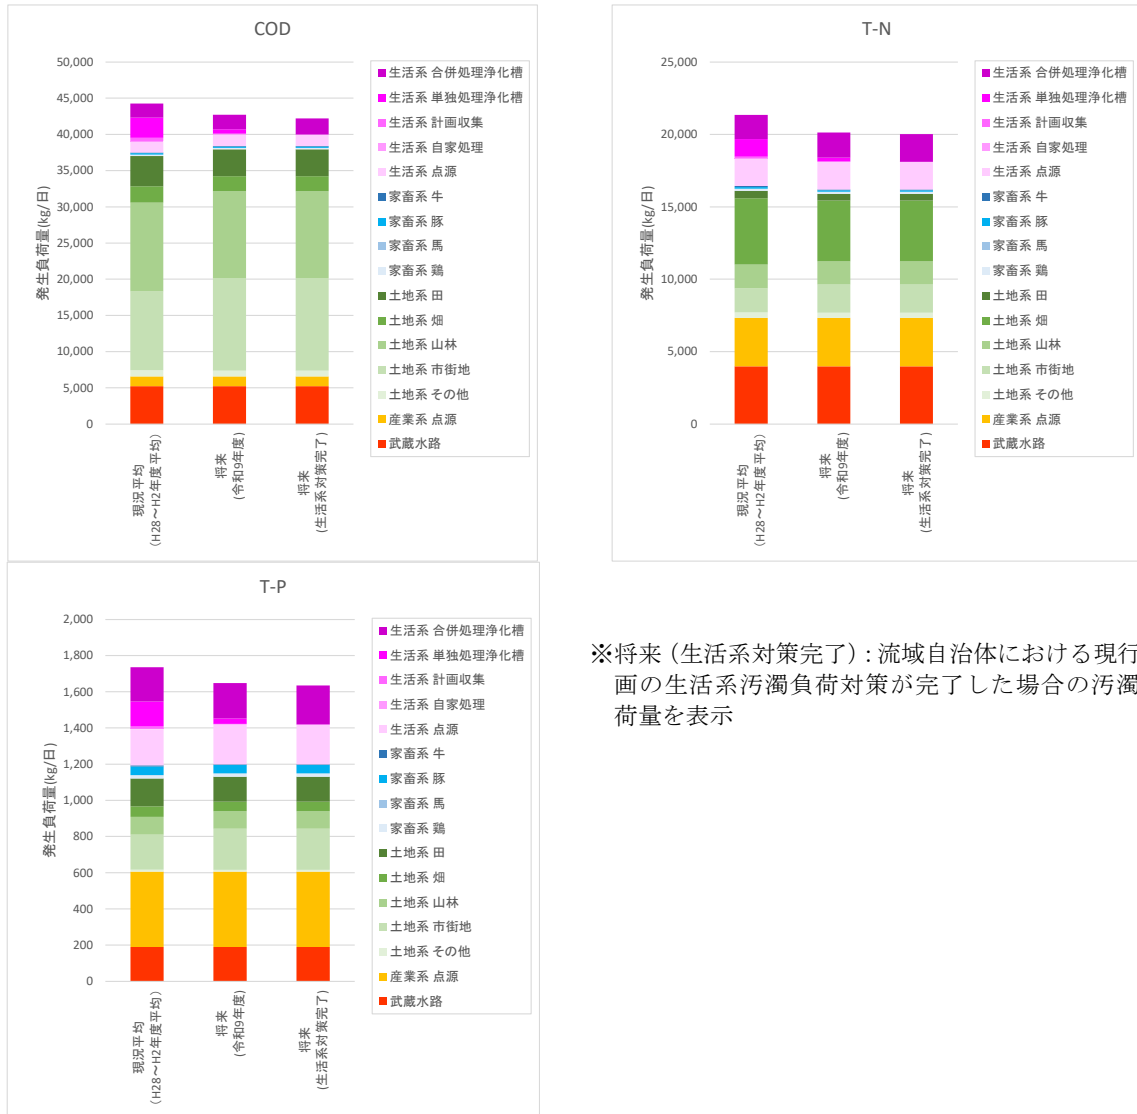 COD
発生負荷量(kg/日)
50,000
45,000
40,000
35,000
30,000
25,000
20,000
15,000
10,000
5,000
0
現況平均
(H28～H2年度平均)
将来
(令和9年度)
将来
(生活系対策完了)
生活系 合併処理浄化槽
生活系 単独処理浄化槽
生活系 計画収集
生活系 自家処理
生活系 点源
家畜系 牛
家畜系 豚
家畜系 馬
家畜系 鶏
土地系 田
土地系 畑
土地系 山林
土地系 市街地
土地系 その他
産業系 点源
武蔵水路
T-N
発生負荷量(kg/日)
25,000
20,000
15,000
10,000
5,000
0
現況平均
(H28～H2年度平均)
将来
(令和9年度)
将来
(生活系対策完了)
生活系 合併処理浄化槽
生活系 単独処理浄化槽
生活系 計画収集
生活系 自家処理
生活系 点源
家畜系 牛
家畜系 豚
家畜系 馬
家畜系 鶏
土地系 田
土地系 畑
土地系 山林
土地系 市街地
土地系 その他
産業系 点源
武蔵水路
T-P
発生負荷量(kg/日)
2,000
1,800
1,600
1,400
1,200
1,000
800
600
400
200
0
現況平均
(H28～H2年度平均)
将来
(令和9年度)
将来
(生活系対策完了)
生活系 合併処理浄化槽
生活系 単独処理浄化槽
生活系 計画収集
生活系 自家処理
生活系 点源
家畜系 牛
家畜系 豚
家畜系 馬
家畜系 鶏
土地系 田
土地系 畑
土地系 山林
土地系 市街地
土地系 その他
産業系 点源
武蔵水路
※将来（生活系対策完了）：流域自治体における現行
画の生活系汚濁負荷対策が完了した場合の汚濁
荷量を表示